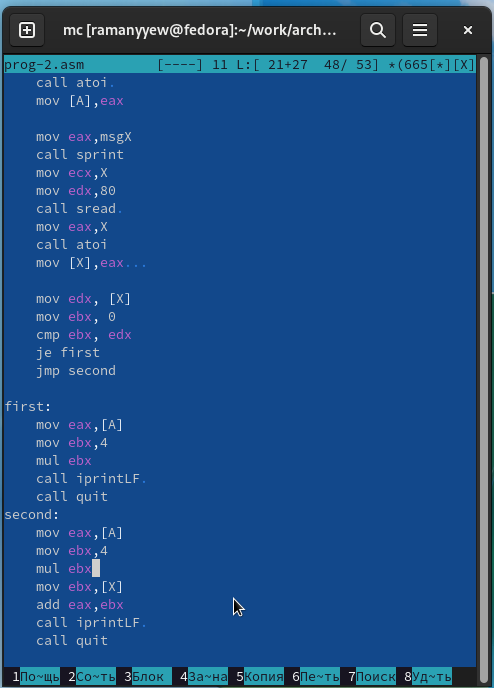 mc [ramanyyew@fedora]:~/work/arch...
prog-2.asm [----] 11 L:[ 21+27 48/ 53] *(665[*][X]
call atoi.
mov [A],eax
mov eax,msgX
call sprint
mov ecx,X
mov edx,80
call sread.
mov eax,X
call atoi
mov [X],eax...
mov edx, [X]
mov ebx, 0
cmp ebx, edx
je first
jmp second
first:
mov eax,[A]
mov ebx,4
mul ebx
call iprintLF.
call quit
second:
mov eax,[A]
mov ebx,4
mul ebx
mov ebx,[X]
add eax,ebx
call iprintLF.
call quit
1По~щь 2Со~ть 3Блок 4За~на 5Копия 6Пе~ть 7Поиск 8Уд~ть